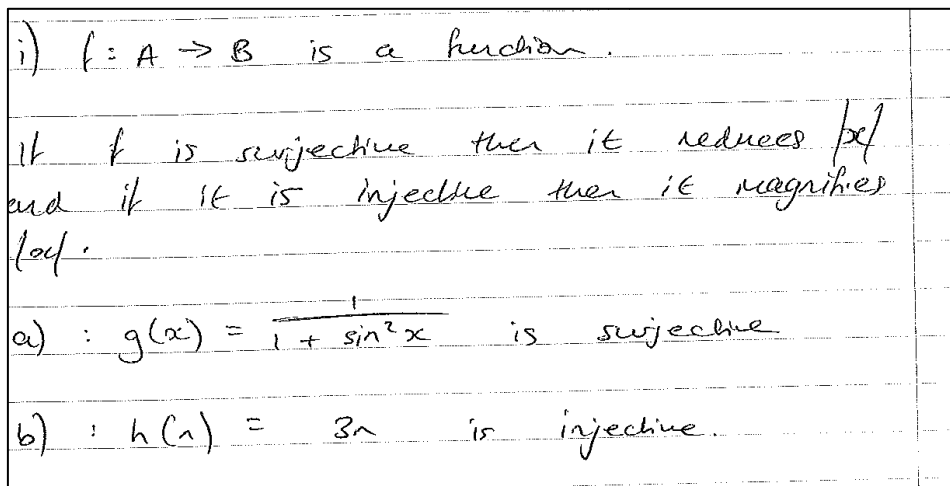 i) f: A → B is a function.
If f is surjective then it reduces |x|
and if it is injective then it magnifies
|x|.
a) : g(x) = 1/(1 + sin²x) is surjective
b) : h(n) = 3n is injective.